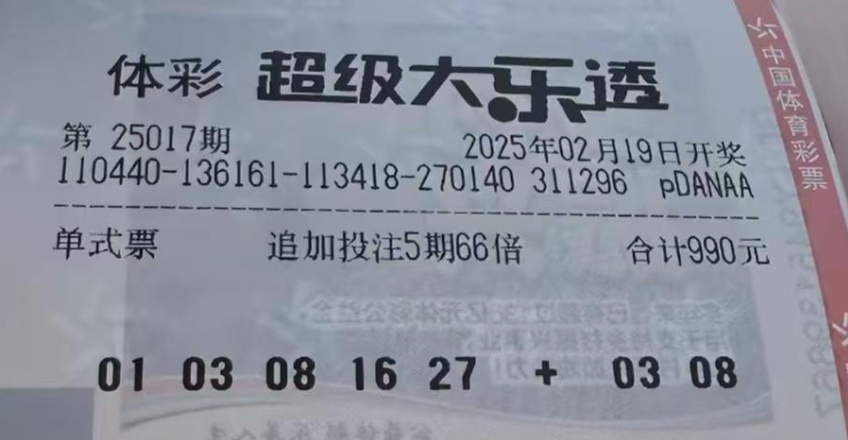 体彩 超级大乐透
第 25017期 2025年02月19日开奖
110440-136161-113418-270140 311296 pDANAA
单式票 追加投注5期66倍 合计990元
01 03 08 16 27 + 03 08
中国体育彩票